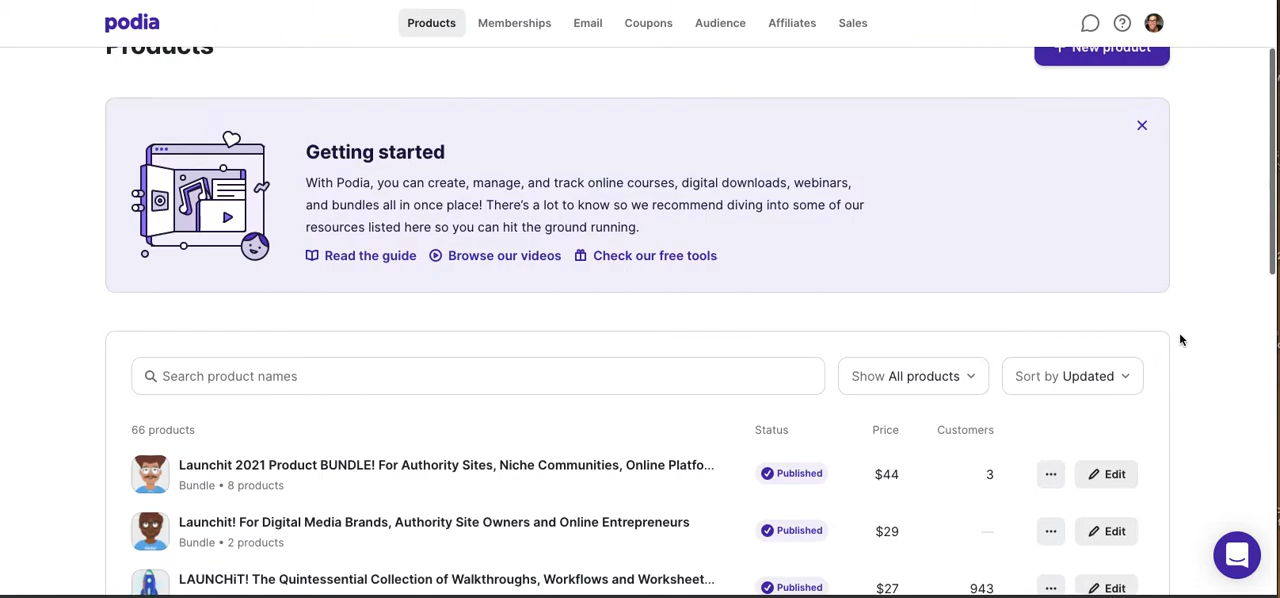 podia
Products Memberships Email Coupons Audience Affiliates Sales
Products
+ New product
Getting started
With Podia, you can create, manage, and track online courses, digital downloads, webinars,
and bundles all in once place! There's a lot to know so we recommend diving into some of our
resources listed here so you can hit the ground running.
Read the guide Browse our videos Check our free tools
Search product names Show All products Sort by Updated
66 products Status Price Customers
Launchit 2021 Product BUNDLE! For Authority Sites, Niche Communities, Online Platfo... Published $44 3 ... Edit
Bundle • 8 products
Launchit! For Digital Media Brands, Authority Site Owners and Online Entrepreneurs Published $29 — ... Edit
Bundle • 2 products
LAUNCHiT! The Quintessential Collection of Walkthroughs, Workflows and Worksheet... Published $27 943 ... Edit